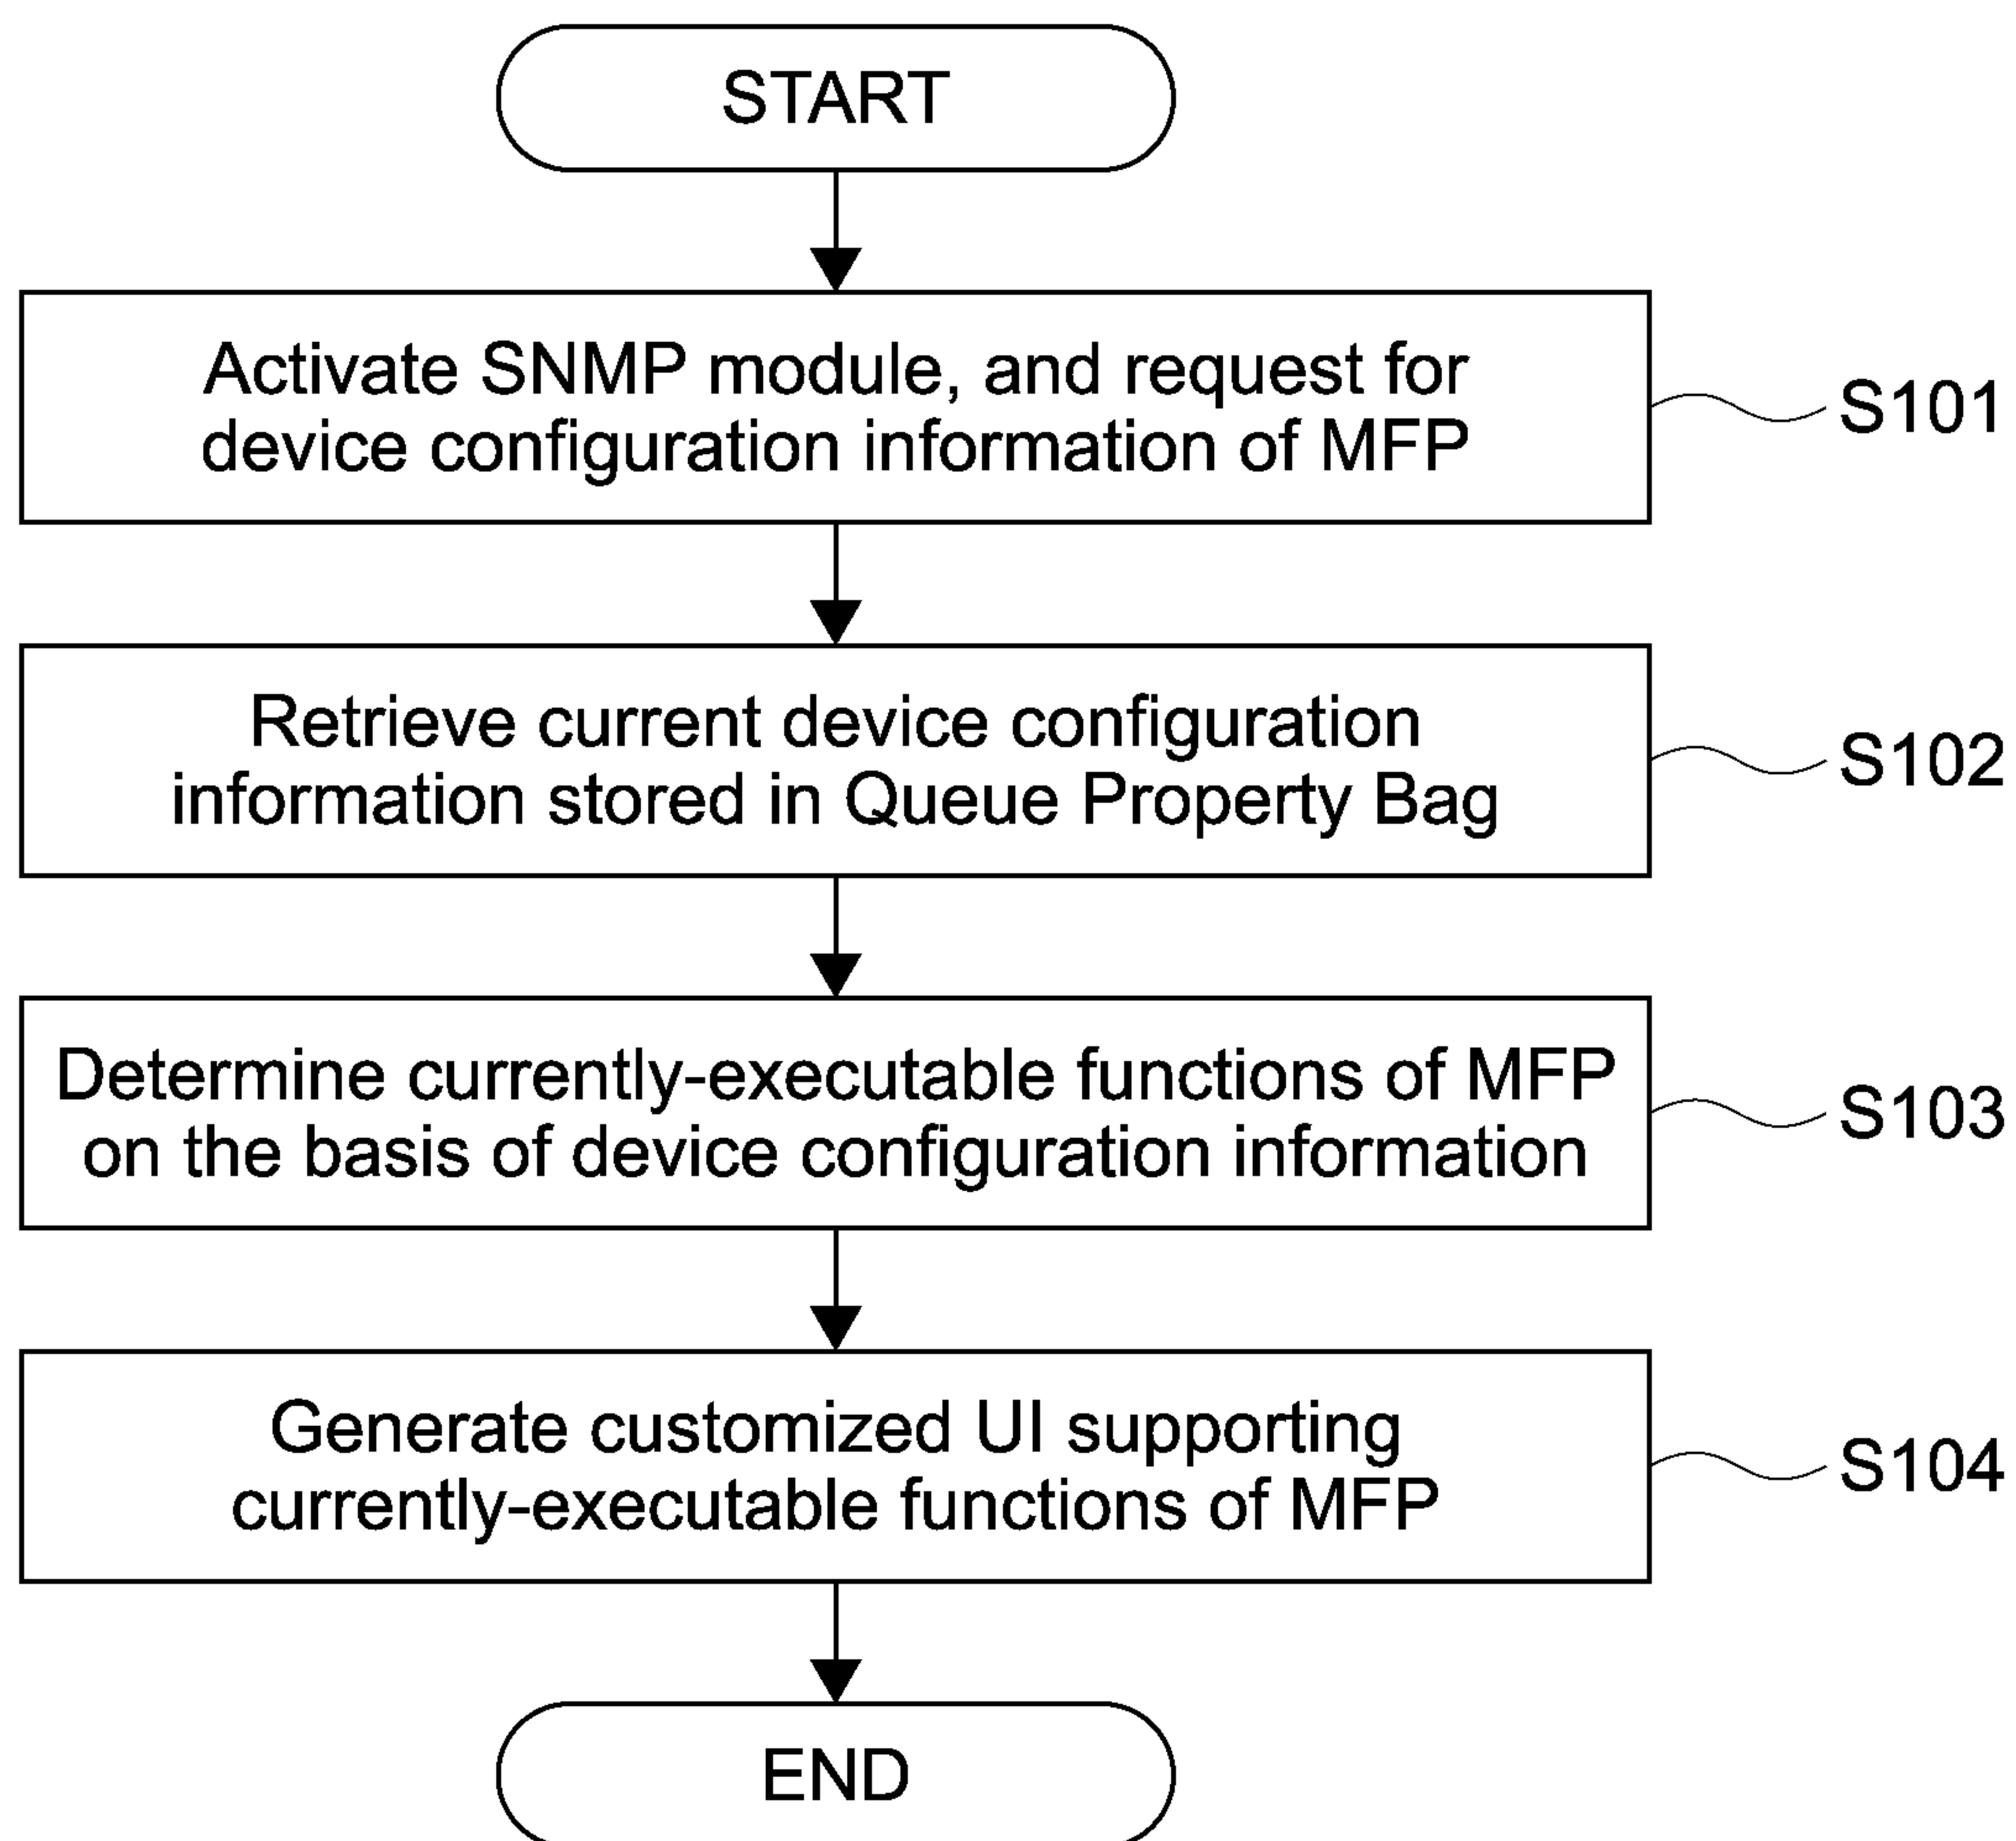 START
Activate SNMP module, and request for
device configuration information of MFP
S101
Retrieve current device configuration
information stored in Queue Property Bag
S102
Determine currently-executable functions of MFP
on the basis of device configuration information
S103
Generate customized UI supporting
currently-executable functions of MFP
S104
END